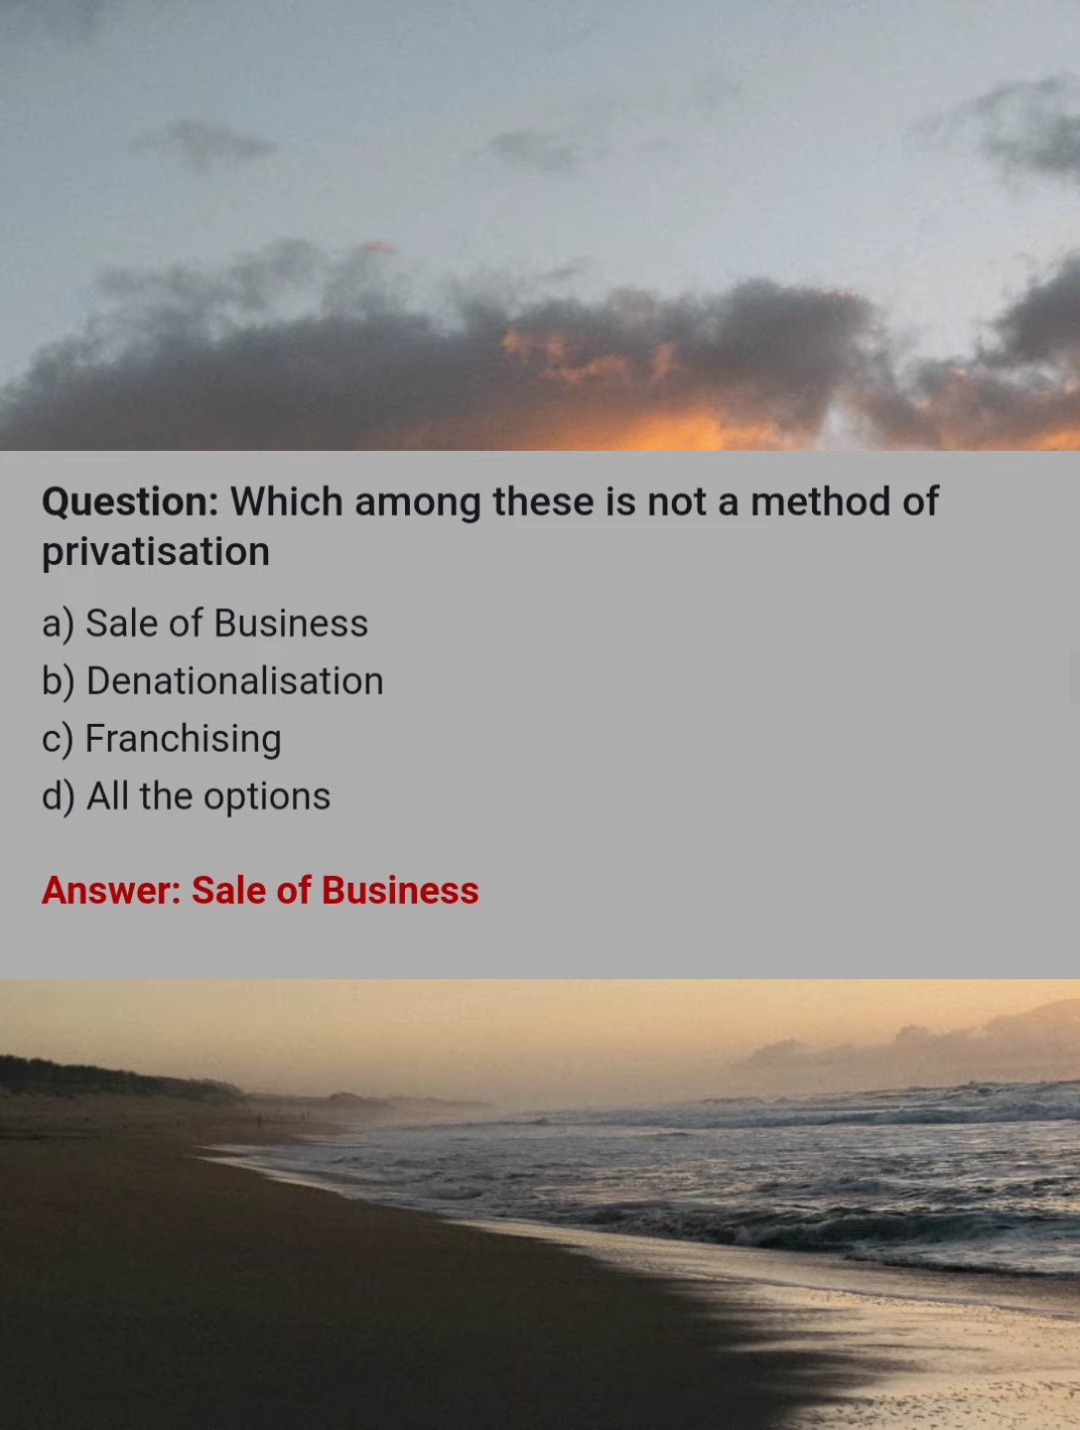 Question: Which among these is not a method of
privatisation
a) Sale of Business
b) Denationalisation
c) Franchising
d) All the options
Answer: Sale of Business